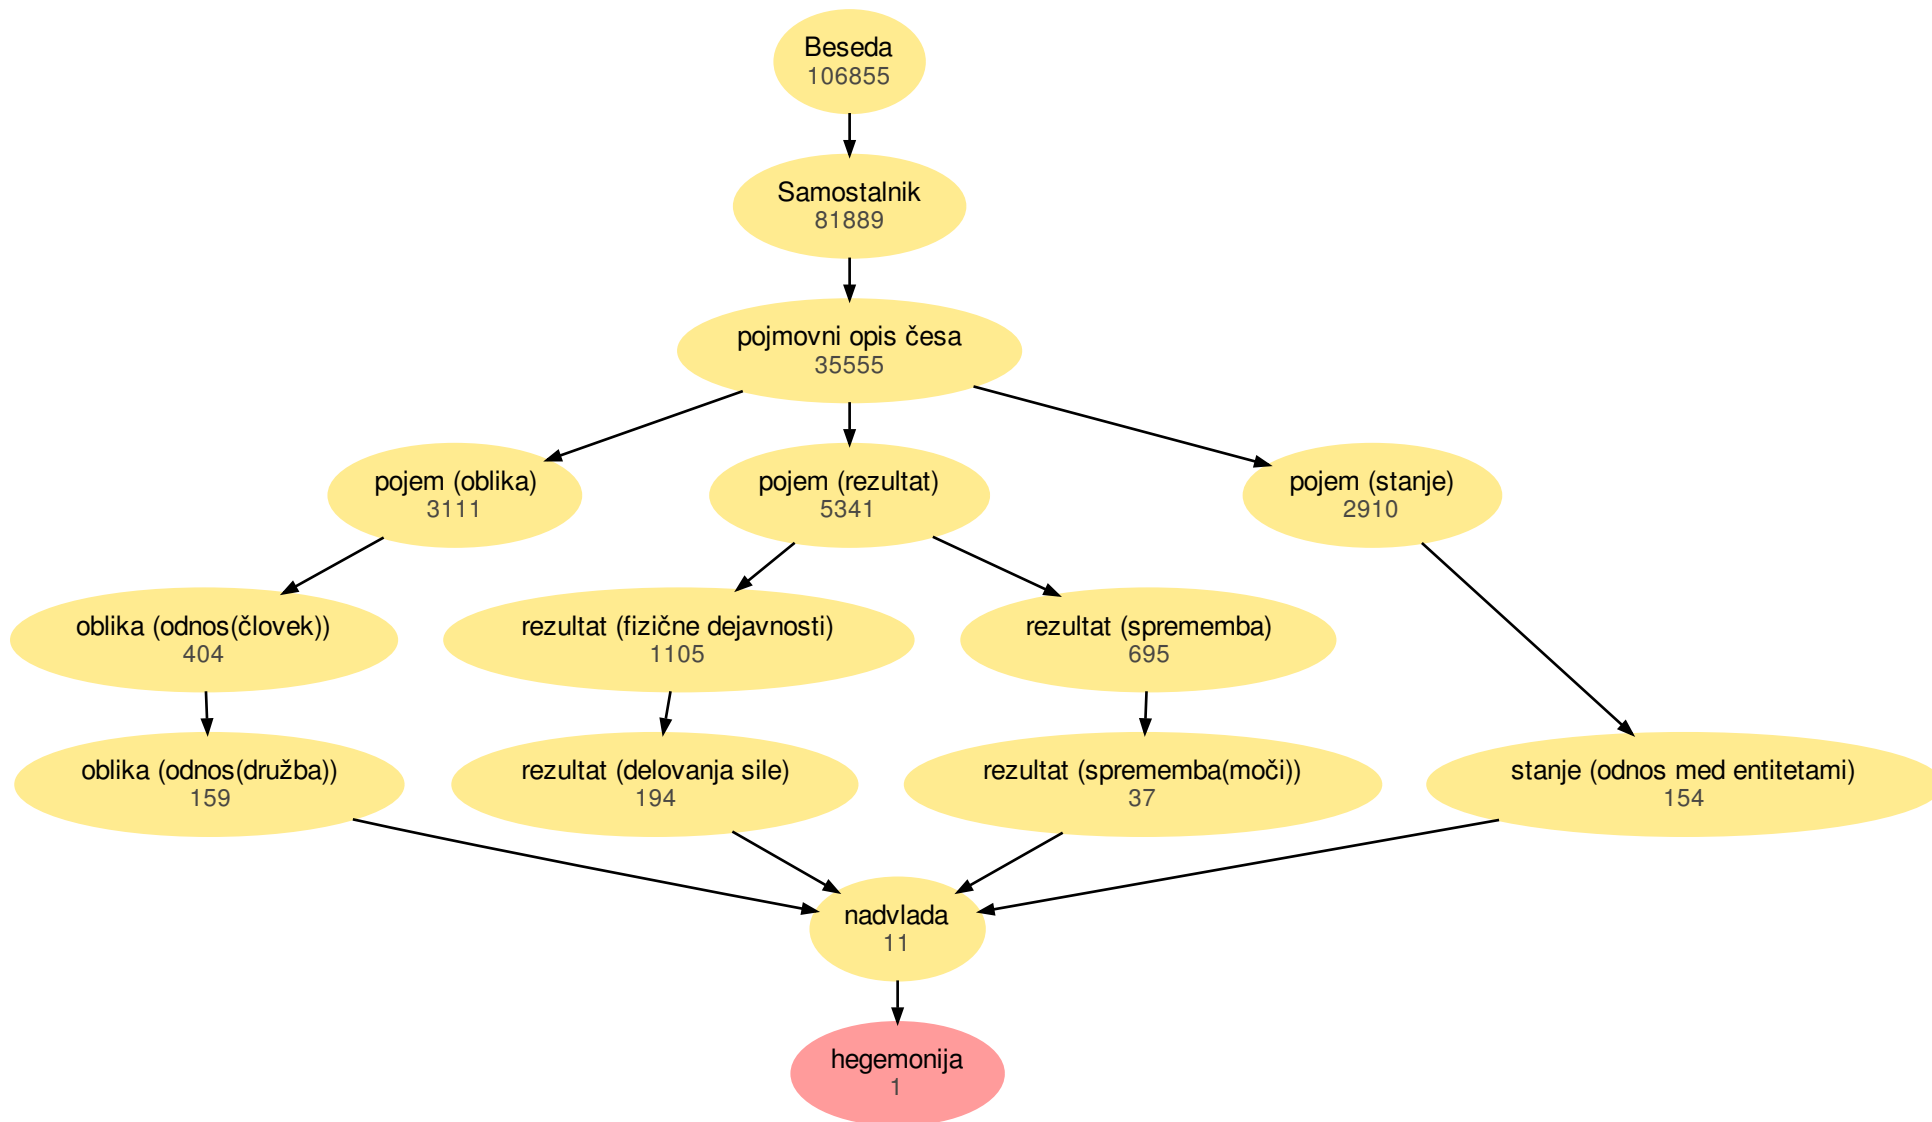 Beseda
106855
Samostalnik
81889
pojmovni opis česa
35555
pojem (oblika)
3111
pojem (rezultat)
5341
pojem (stanje)
2910
oblika (odnos(človek))
404
rezultat (fizične dejavnosti)
1105
rezultat (sprememba)
695
oblika (odnos(družba))
159
rezultat (delovanja sile)
194
rezultat (sprememba(moči))
37
stanje (odnos med entitetami)
154
nadvlada
11
hegemonija
1